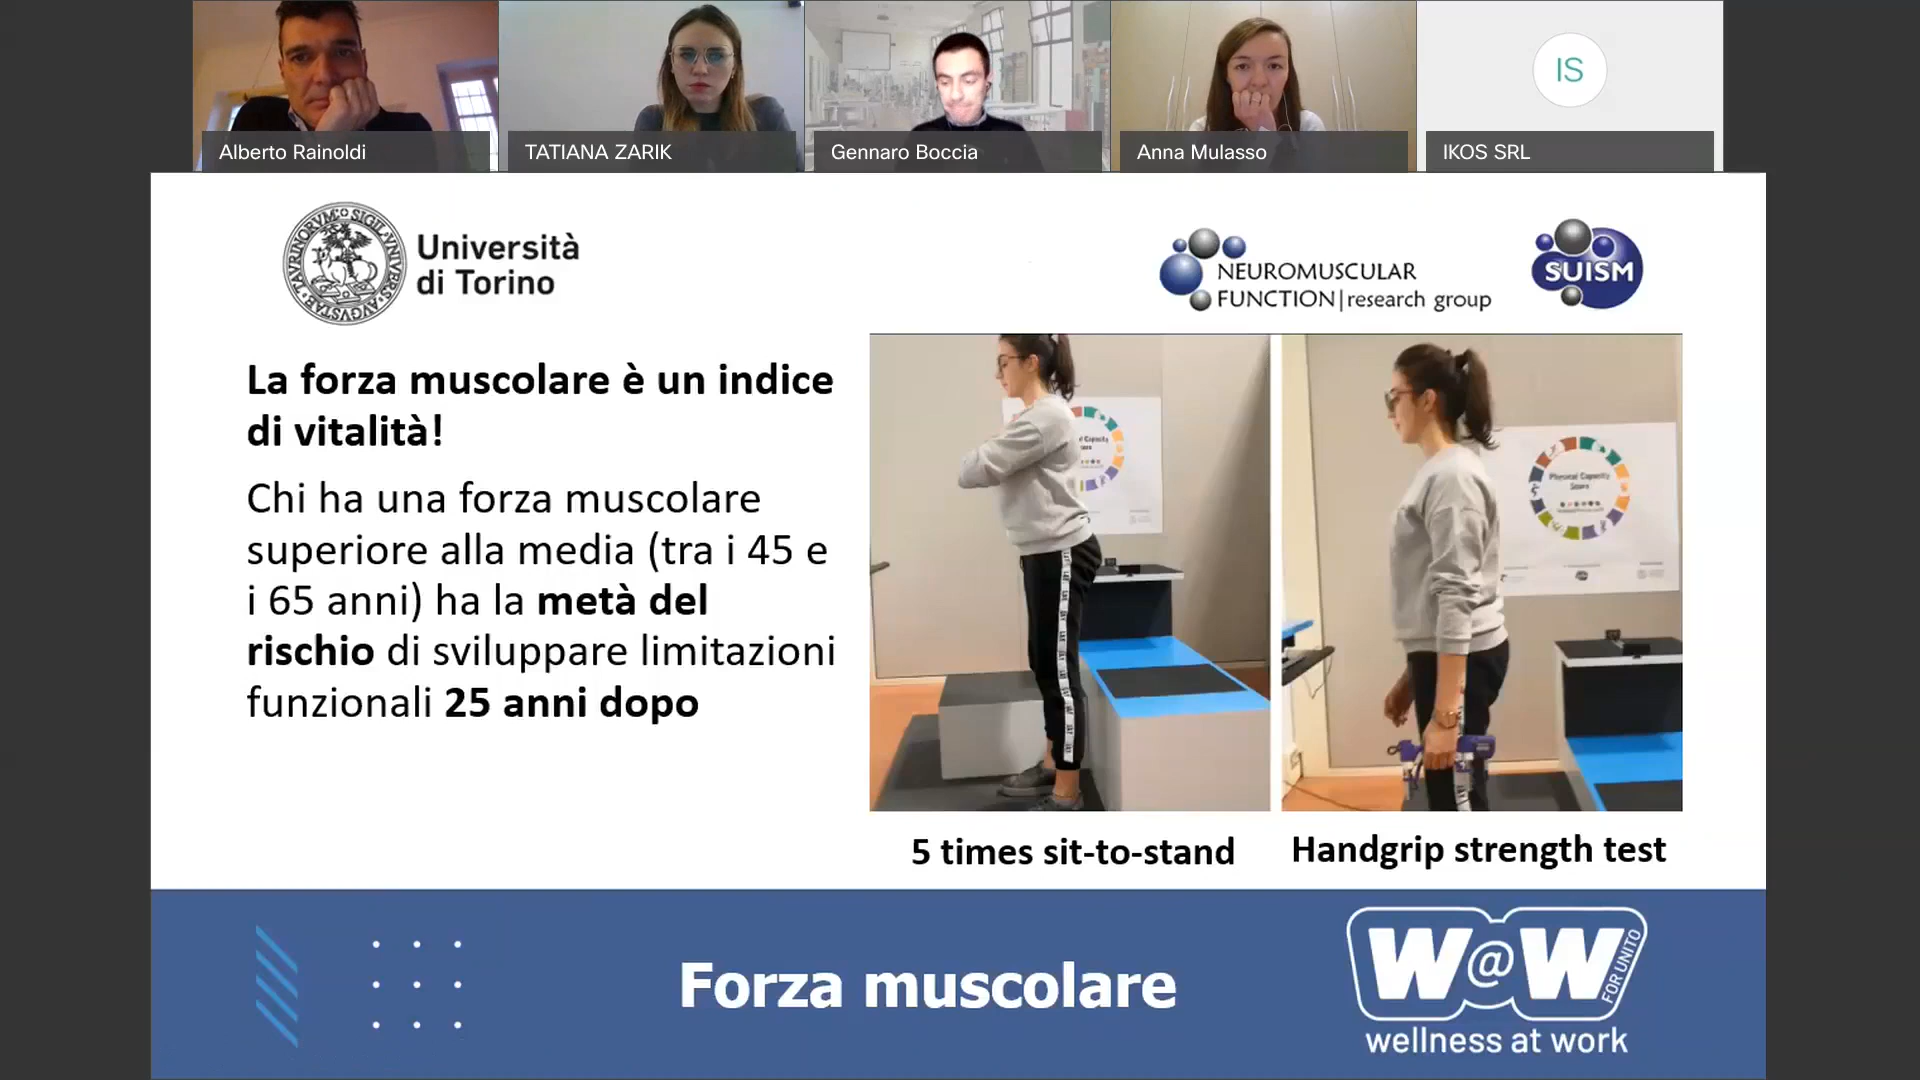 IS
Alberto Rainoldi
TATIANA ZARIK
Gennaro Boccia
Anna Mulasso
IKOS SRL
Università
di Torino
NEUROMUSCULAR
FUNCTION|research group
SUISM
La forza muscolare è un indice
di vitalità!
Chi ha una forza muscolare
superiore alla media (tra i 45 e
i 65 anni) ha la metà del
rischio di sviluppare limitazioni
funzionali 25 anni dopo
Physical Capacity
Score
5 times sit-to-stand
Handgrip strength test
Forza muscolare
W@W
FOR UNITO
wellness at work